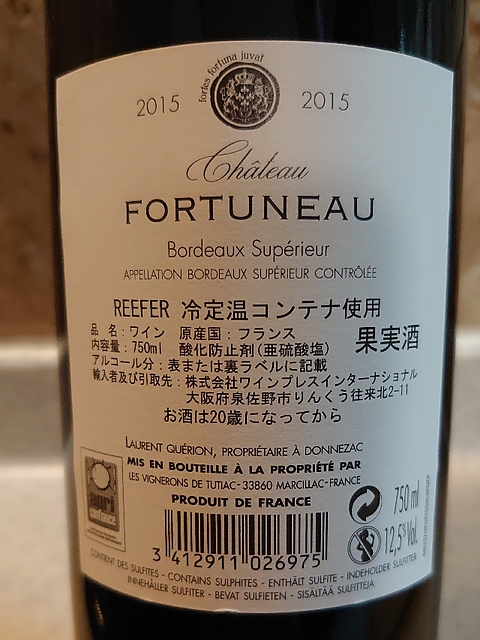 fortes fortuna juvat
2015 2015
Château
FORTUNEAU
Bordeaux Supérieur
APPELLATION BORDEAUX SUPÉRIEUR CONTRÔLÉE
REEFER 冷定温コンテナ使用
品 名：ワイン 原産国：フランス
内容量：750ml 酸化防止剤(亜硫酸塩) 果実酒
アルコール分：表または裏ラベルに記載
輸入者及び引取先：株式会社ワインプレスインターナショナル
大阪府泉佐野市りんくう往来北2-11
お酒は20歳になってから
LAURENT QUÉRION, PROPRIÉTAIRE À DONNEZAC
MIS EN BOUTEILLE À LA PROPRIÉTÉ PAR
LES VIGNERONS DE TUTIAC-33860 MARCILLAC-FRANCE
PRODUIT DE FRANCE
agri
confiance
750 ml
12,5%Vol.
3 412911 026975
CONTIENT DES SULFITES - CONTAINS SULPHITES - ENTHÄLT SULFITE - INDEHOLDER SULFITTER
INNEHÅLLER SULFITER - BEVAT SULFIETEN - SISÄLTÄÄ SULFITTEJA